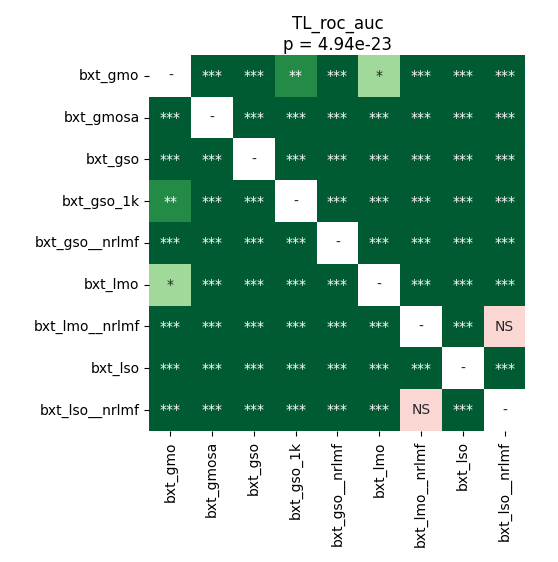 TL_roc_auc
p = 4.94e-23
bxt_gmo - *** *** ** *** * *** *** ***
bxt_gmosa *** - *** *** *** *** *** *** ***
bxt_gso *** *** - *** *** *** *** *** ***
bxt_gso_1k ** *** *** - *** *** *** *** ***
bxt_gso__nrlmf *** *** *** *** - *** *** *** ***
bxt_lmo * *** *** *** *** - *** *** ***
bxt_lmo__nrlmf *** *** *** *** *** *** - *** NS
bxt_lso *** *** *** *** *** *** *** - ***
bxt_lso__nrlmf *** *** *** *** *** *** NS *** -
bxt_gmo
bxt_gmosa
bxt_gso
bxt_gso_1k
bxt_gso__nrlmf
bxt_lmo
bxt_lmo__nrlmf
bxt_lso
bxt_lso__nrlmf